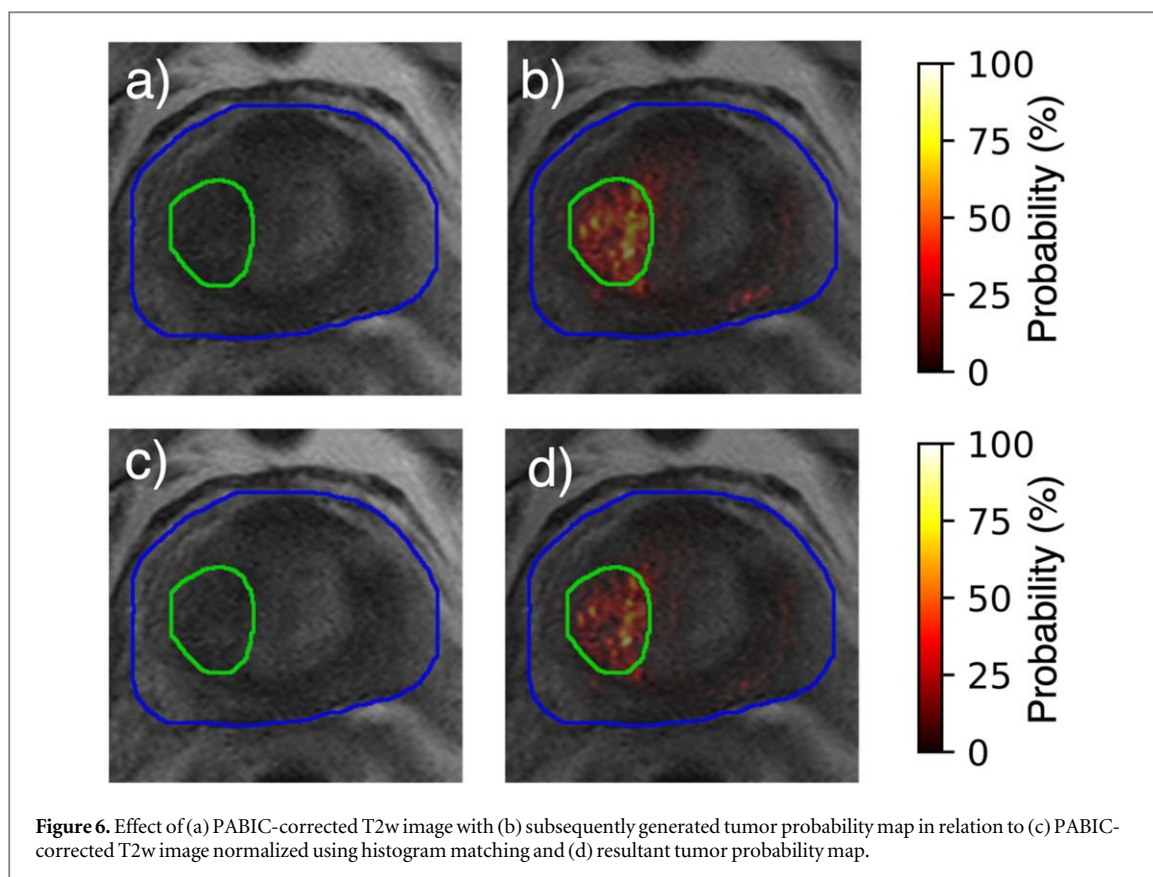 a)
b)
100
75
50
25
0
Probability (%)
c)
d)
100
75
50
25
0
Probability (%)
Figure 6. Effect of (a) PABIC-corrected T2w image with (b) subsequently generated tumor probability map in relation to (c) PABIC-
corrected T2w image normalized using histogram matching and (d) resultant tumor probability map.